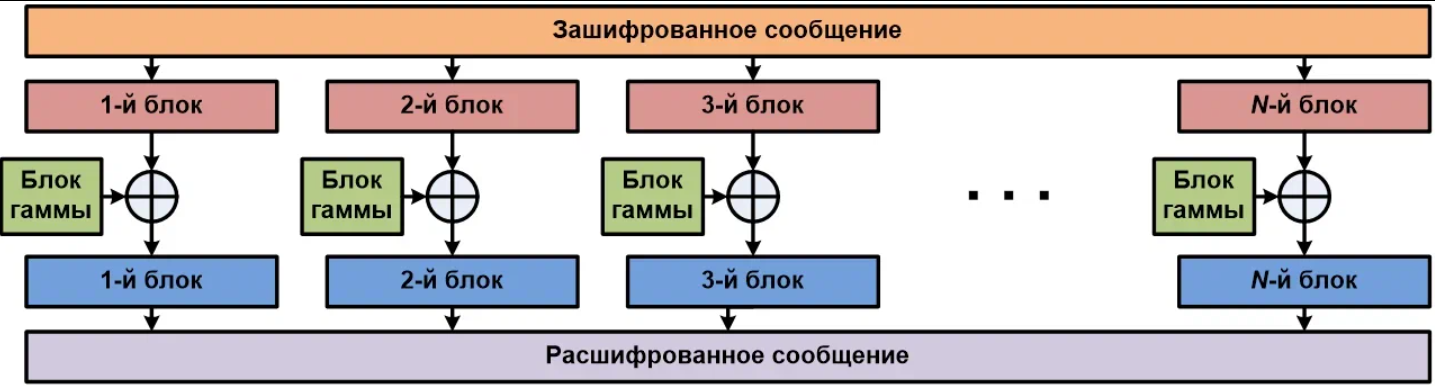 Зашифрованное сообщение
1-й блок 2-й блок 3-й блок N-й блок
Блок гаммы
Блок гаммы
Блок гаммы
. . .
Блок гаммы
1-й блок 2-й блок 3-й блок N-й блок
Расшифрованное сообщение